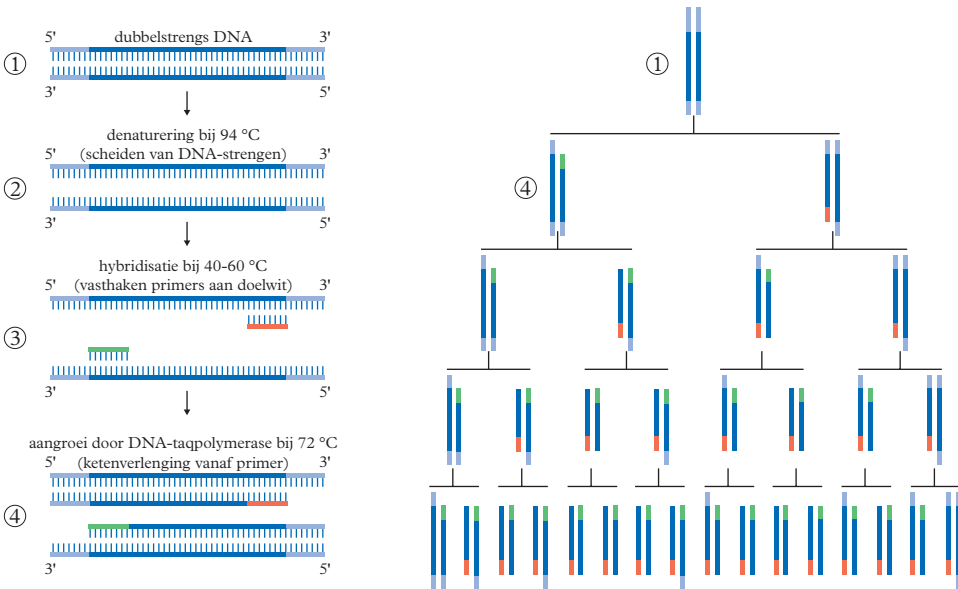 5' dubbelstrengs DNA 3'
①
3' 5'
denaturering bij 94 °C
5' (scheiden van DNA-strengen) 3'
②
3' 5'
hybridisatie bij 40-60 °C
5' (vasthaken primers aan doelwit) 3'
③
3' 5'
aangroei door DNA-taqpolymerase bij 72 °C
5' (ketenverlenging vanaf primer) 3'
④
3' 5'
①
④